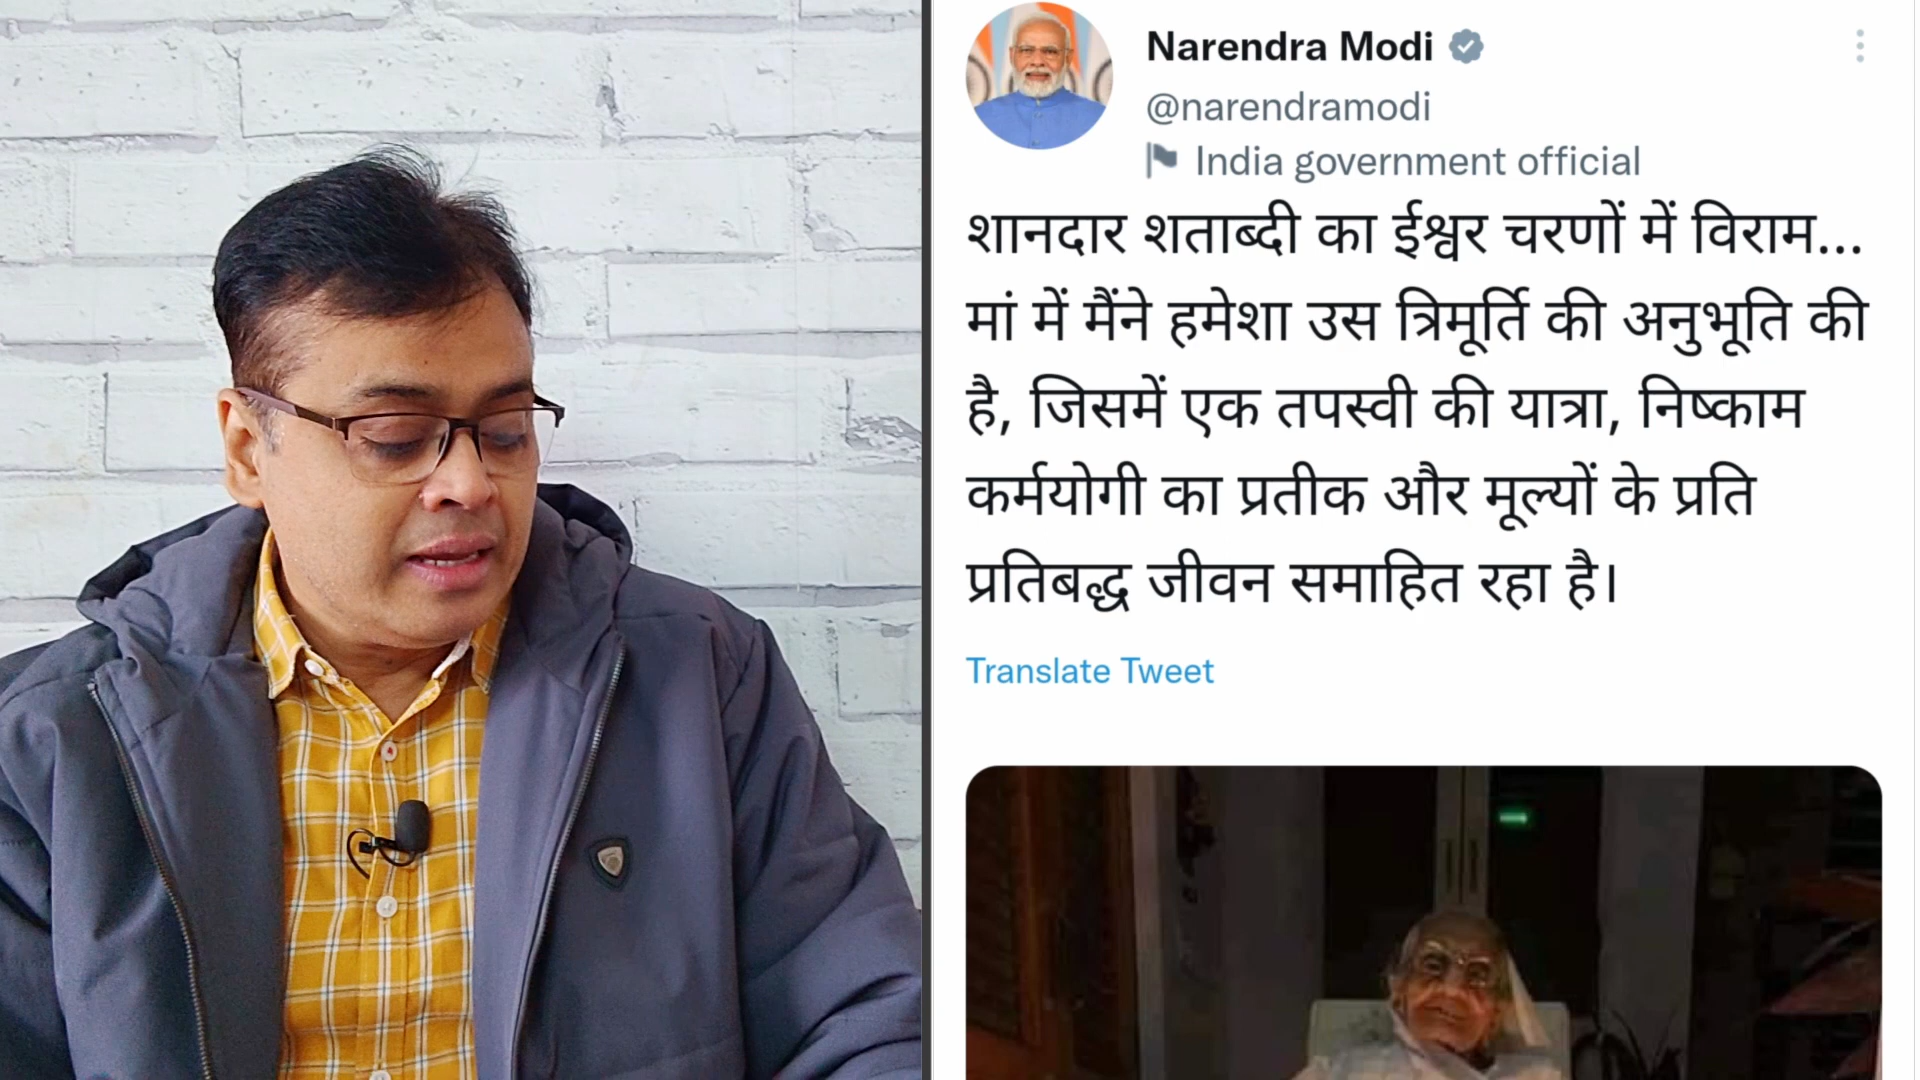 Narendra Modi
@narendramodi
India government official
शानदार शताब्दी का ईश्वर चरणों में विराम...
मां में मैंने हमेशा उस त्रिमूर्ति की अनुभूति की
है, जिसमें एक तपस्वी की यात्रा, निष्काम
कर्मयोगी का प्रतीक और मूल्यों के प्रति
प्रतिबद्ध जीवन समाहित रहा है।
Translate Tweet